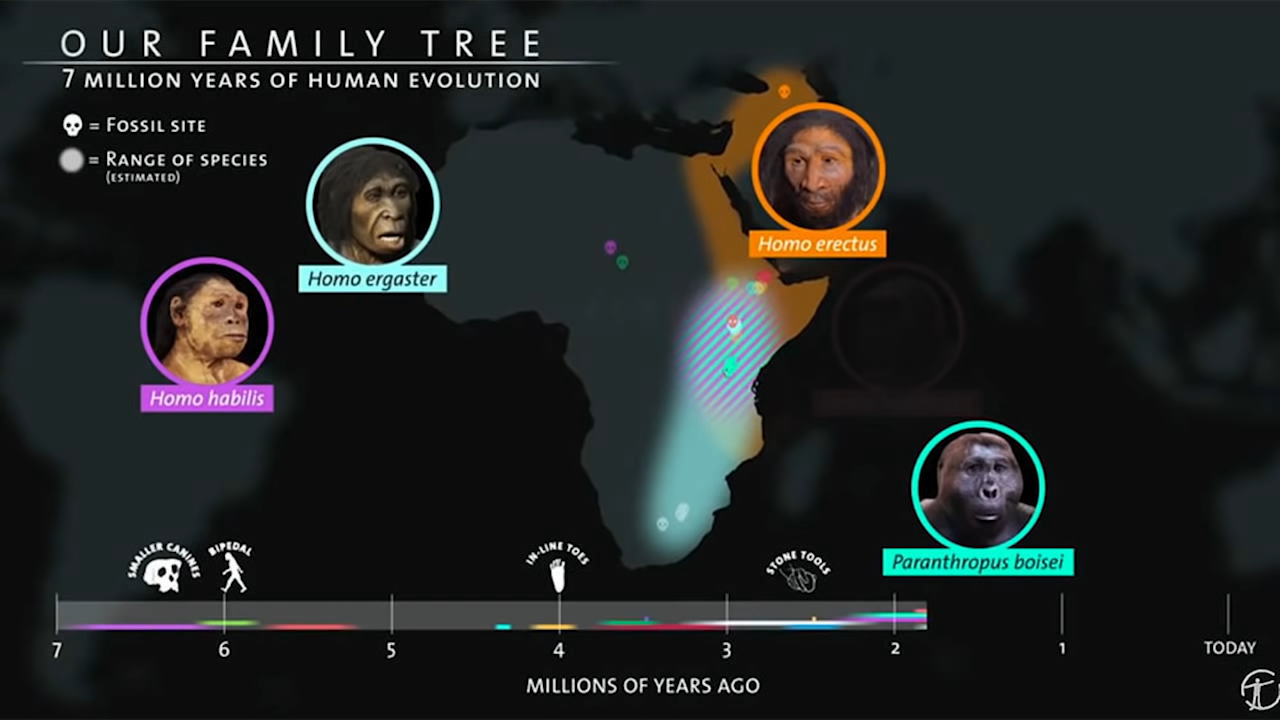 OUR FAMILY TREE
7 MILLION YEARS OF HUMAN EVOLUTION
= FOSSIL SITE
= RANGE OF SPECIES
(ESTIMATED)
Homo ergaster
Homo erectus
Homo habilis
Paranthropus boisei
SMALLER CANINES
BIPEDAL
IN-LINE TOES
STONE TOOLS
7 6 5 4 3 2 1 TODAY
MILLIONS OF YEARS AGO